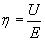 η = U/E